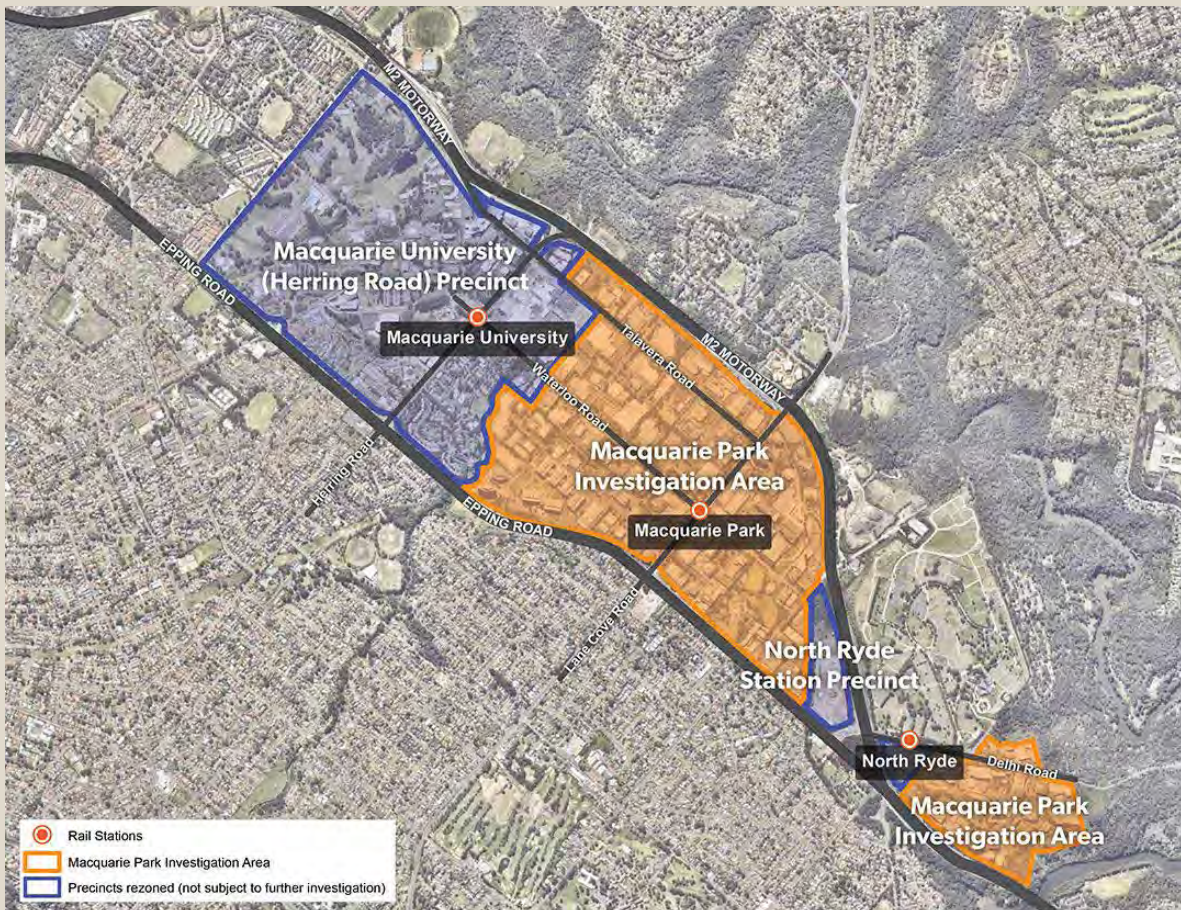 M2 MOTORWAY
EPPING ROAD
Macquarie University
(Herring Road) Precinct
Macquarie University
Talavera Road
M2 MOTORWAY
Waterloo Road
Herring Road
Macquarie Park
Investigation Area
EPPING ROAD
Macquarie Park
Lane Cove Road
North Ryde
Station Precinct
North Ryde
Delhi Road
Macquarie Park
Investigation Area
Rail Stations
Macquarie Park Investigation Area
Precincts rezoned (not subject to further investigation)